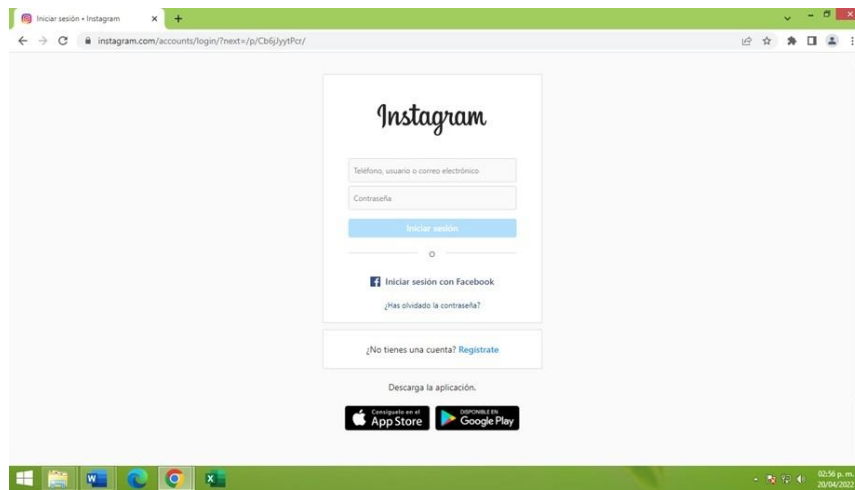 Iniciar sesión • Instagram
instagram.com/accounts/login/?next=/p/Cb6jJyytPcr/
Instagram
Teléfono, usuario o correo electrónico
Contraseña
Iniciar sesión
O
Iniciar sesión con Facebook
¿Has olvidado la contraseña?
¿No tienes una cuenta? Regístrate
Descarga la aplicación.
Consíguelo en el
App Store
DISPONIBLE EN
Google Play
02:56 p. m.
20/04/2022